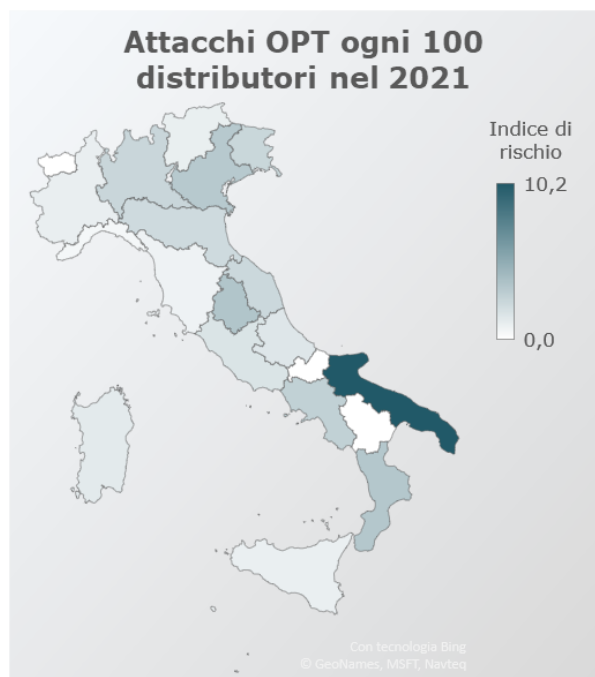 Attacchi OPT ogni 100
distributori nel 2021
Indice di
rischio
10,2
0,0
Con tecnologia Bing
© GeoNames, MSFT, Navteq